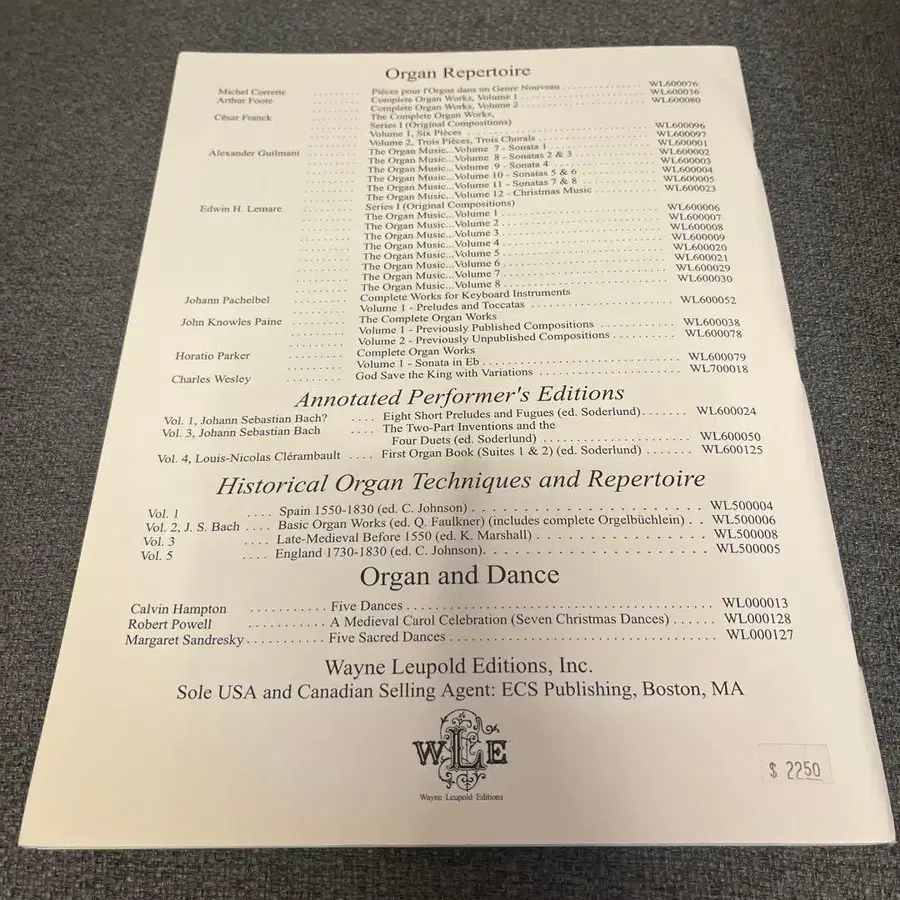 Organ Repertoire
Michel Corrette . . . . . . . . Pièces pour l'Orgue dans un Genre Nouveau . . . . . . . . WL600076
Arthur Foote . . . . . . . . Complete Organ Works, Volume 1 . . . . . . . . WL600036
Complete Organ Works, Volume 2 . . . . . . . . WL600080
César Franck . . . . . . . . The Complete Organ Works,
Series I (Original Compositions)
Volume 1, Six Pièces . . . . . . . . WL600096
Volume 2, Trois Pièces, Trois Chorals . . . . . . . . WL600097
Alexander Guilmant . . . . . . . . The Organ Music...Volume 7 - Sonata 1 . . . . . . . . WL600001
The Organ Music...Volume 8 - Sonatas 2 & 3 . . . . . . . . WL600002
The Organ Music...Volume 9 - Sonata 4 . . . . . . . . WL600003
The Organ Music...Volume 10 - Sonatas 5 & 6 . . . . . . . . WL600004
The Organ Music...Volume 11 - Sonatas 7 & 8 . . . . . . . . WL600005
The Organ Music...Volume 12 - Christmas Music . . . . . . . . WL600023
Edwin H. Lemare . . . . . . . . Series I (Original Compositions)
The Organ Music...Volume 1 . . . . . . . . WL600006
The Organ Music...Volume 2 . . . . . . . . WL600007
The Organ Music...Volume 3 . . . . . . . . WL600008
The Organ Music...Volume 4 . . . . . . . . WL600009
The Organ Music...Volume 5 . . . . . . . . WL600020
The Organ Music...Volume 6 . . . . . . . . WL600021
The Organ Music...Volume 7 . . . . . . . . WL600029
The Organ Music...Volume 8 . . . . . . . . WL600030
Johann Pachelbel . . . . . . . . Complete Works for Keyboard Instruments
Volume 1 - Preludes and Toccatas . . . . . . . . WL600052
John Knowles Paine . . . . . . . . The Complete Organ Works
Volume 1 - Previously Published Compositions . . . . . . . . WL600038
Volume 2 - Previously Unpublished Compositions . . . . . . . . WL600078
Horatio Parker . . . . . . . . Complete Organ Works
Volume 1 - Sonata in Eb . . . . . . . . WL600079
Charles Wesley . . . . . . . . God Save the King with Variations . . . . . . . . WL700018
Annotated Performer's Editions
Vol. 1, Johann Sebastian Bach? . . . . Eight Short Preludes and Fugues (ed. Soderlund) . . . . . . . WL600024
Vol. 3, Johann Sebastian Bach . . . . The Two-Part Inventions and the
Four Duets (ed. Soderlund) . . . . . . . . WL600050
Vol. 4, Louis-Nicolas Clérambault . . . . First Organ Book (Suites 1 & 2) (ed. Soderlund) . . . . . . . WL600125
Historical Organ Techniques and Repertoire
Vol. 1 . . . . Spain 1550-1830 (ed. C. Johnson) . . . . . . . . WL500004
Vol. 2, J. S. Bach . . . . Basic Organ Works (ed. Q. Faulkner) (includes complete Orgelbüchlein) . . WL500006
Vol. 3 . . . . Late-Medieval Before 1550 (ed. K. Marshall) . . . . . . . . WL500008
Vol. 5 . . . . England 1730-1830 (ed. C. Johnson). . . . . . . . WL500005
Organ and Dance
Calvin Hampton . . . . . . . . Five Dances . . . . . . . . WL000013
Robert Powell . . . . . . . . A Medieval Carol Celebration (Seven Christmas Dances) . . . . . . WL000128
Margaret Sandresky . . . . . . . . Five Sacred Dances . . . . . . . . WL000127
Wayne Leupold Editions, Inc.
Sole USA and Canadian Selling Agent: ECS Publishing, Boston, MA
WLE
Wayne Leupold Editions
$ 2250